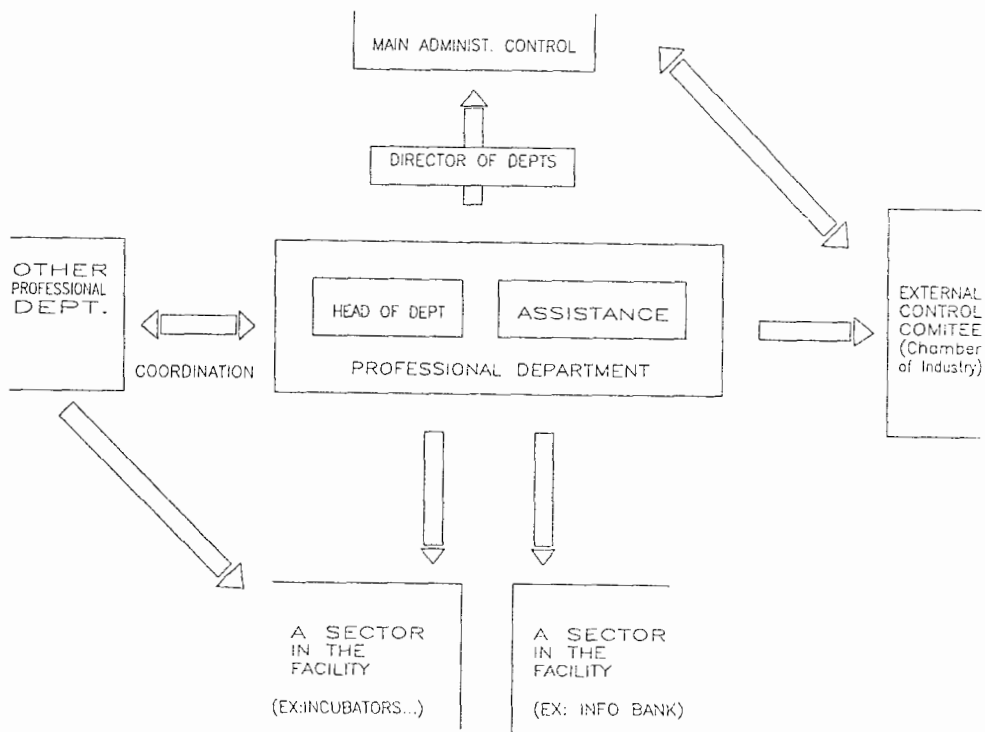 MAIN ADMINIST. CONTROL
DIRECTOR OF DEPTS
OTHER
PROFESSIONAL
DEPT.
COORDINATION
HEAD OF DEPT
ASSISTANCE
PROFESSIONAL DEPARTMENT
EXTERNAL
CONTROL
COMITEE
(Chamber
of Industry)
A SECTOR
IN THE
FACILITY
(EX:INCUBATORS...)
A SECTOR
IN THE
FACILITY
(EX: INFO BANK)